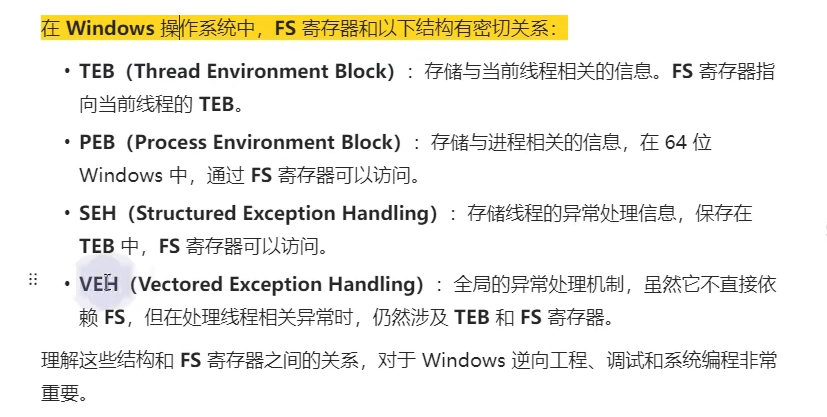 在 Windows 操作系统中，FS 寄存器和以下结构有密切关系：
• TEB（Thread Environment Block）：存储与当前线程相关的信息。FS 寄存器指
向当前线程的 TEB。
• PEB（Process Environment Block）：存储与进程相关的信息，在 64 位
Windows 中，通过 FS 寄存器可以访问。
• SEH（Structured Exception Handling）：存储线程的异常处理信息，保存在
TEB 中，FS 寄存器可以访问。
• VEH（Vectored Exception Handling）：全局的异常处理机制，虽然它不直接依
赖 FS，但在处理线程相关异常时，仍然涉及 TEB 和 FS 寄存器。
理解这些结构和 FS 寄存器之间的关系，对于 Windows 逆向工程、调试和系统编程非常
重要。